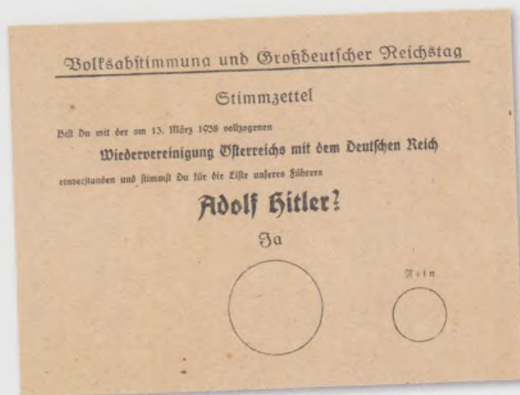 Volksabstimmung und Großdeutscher Reichstag
Stimmzettel
Bist Du mit der am 13. März 1938 vollzogenen
Wiedervereinigung Österreichs mit dem Deutschen Reich
einverstanden und stimmst Du für die Liste unseres Führers
Adolf Hitler?
Ja
Nein